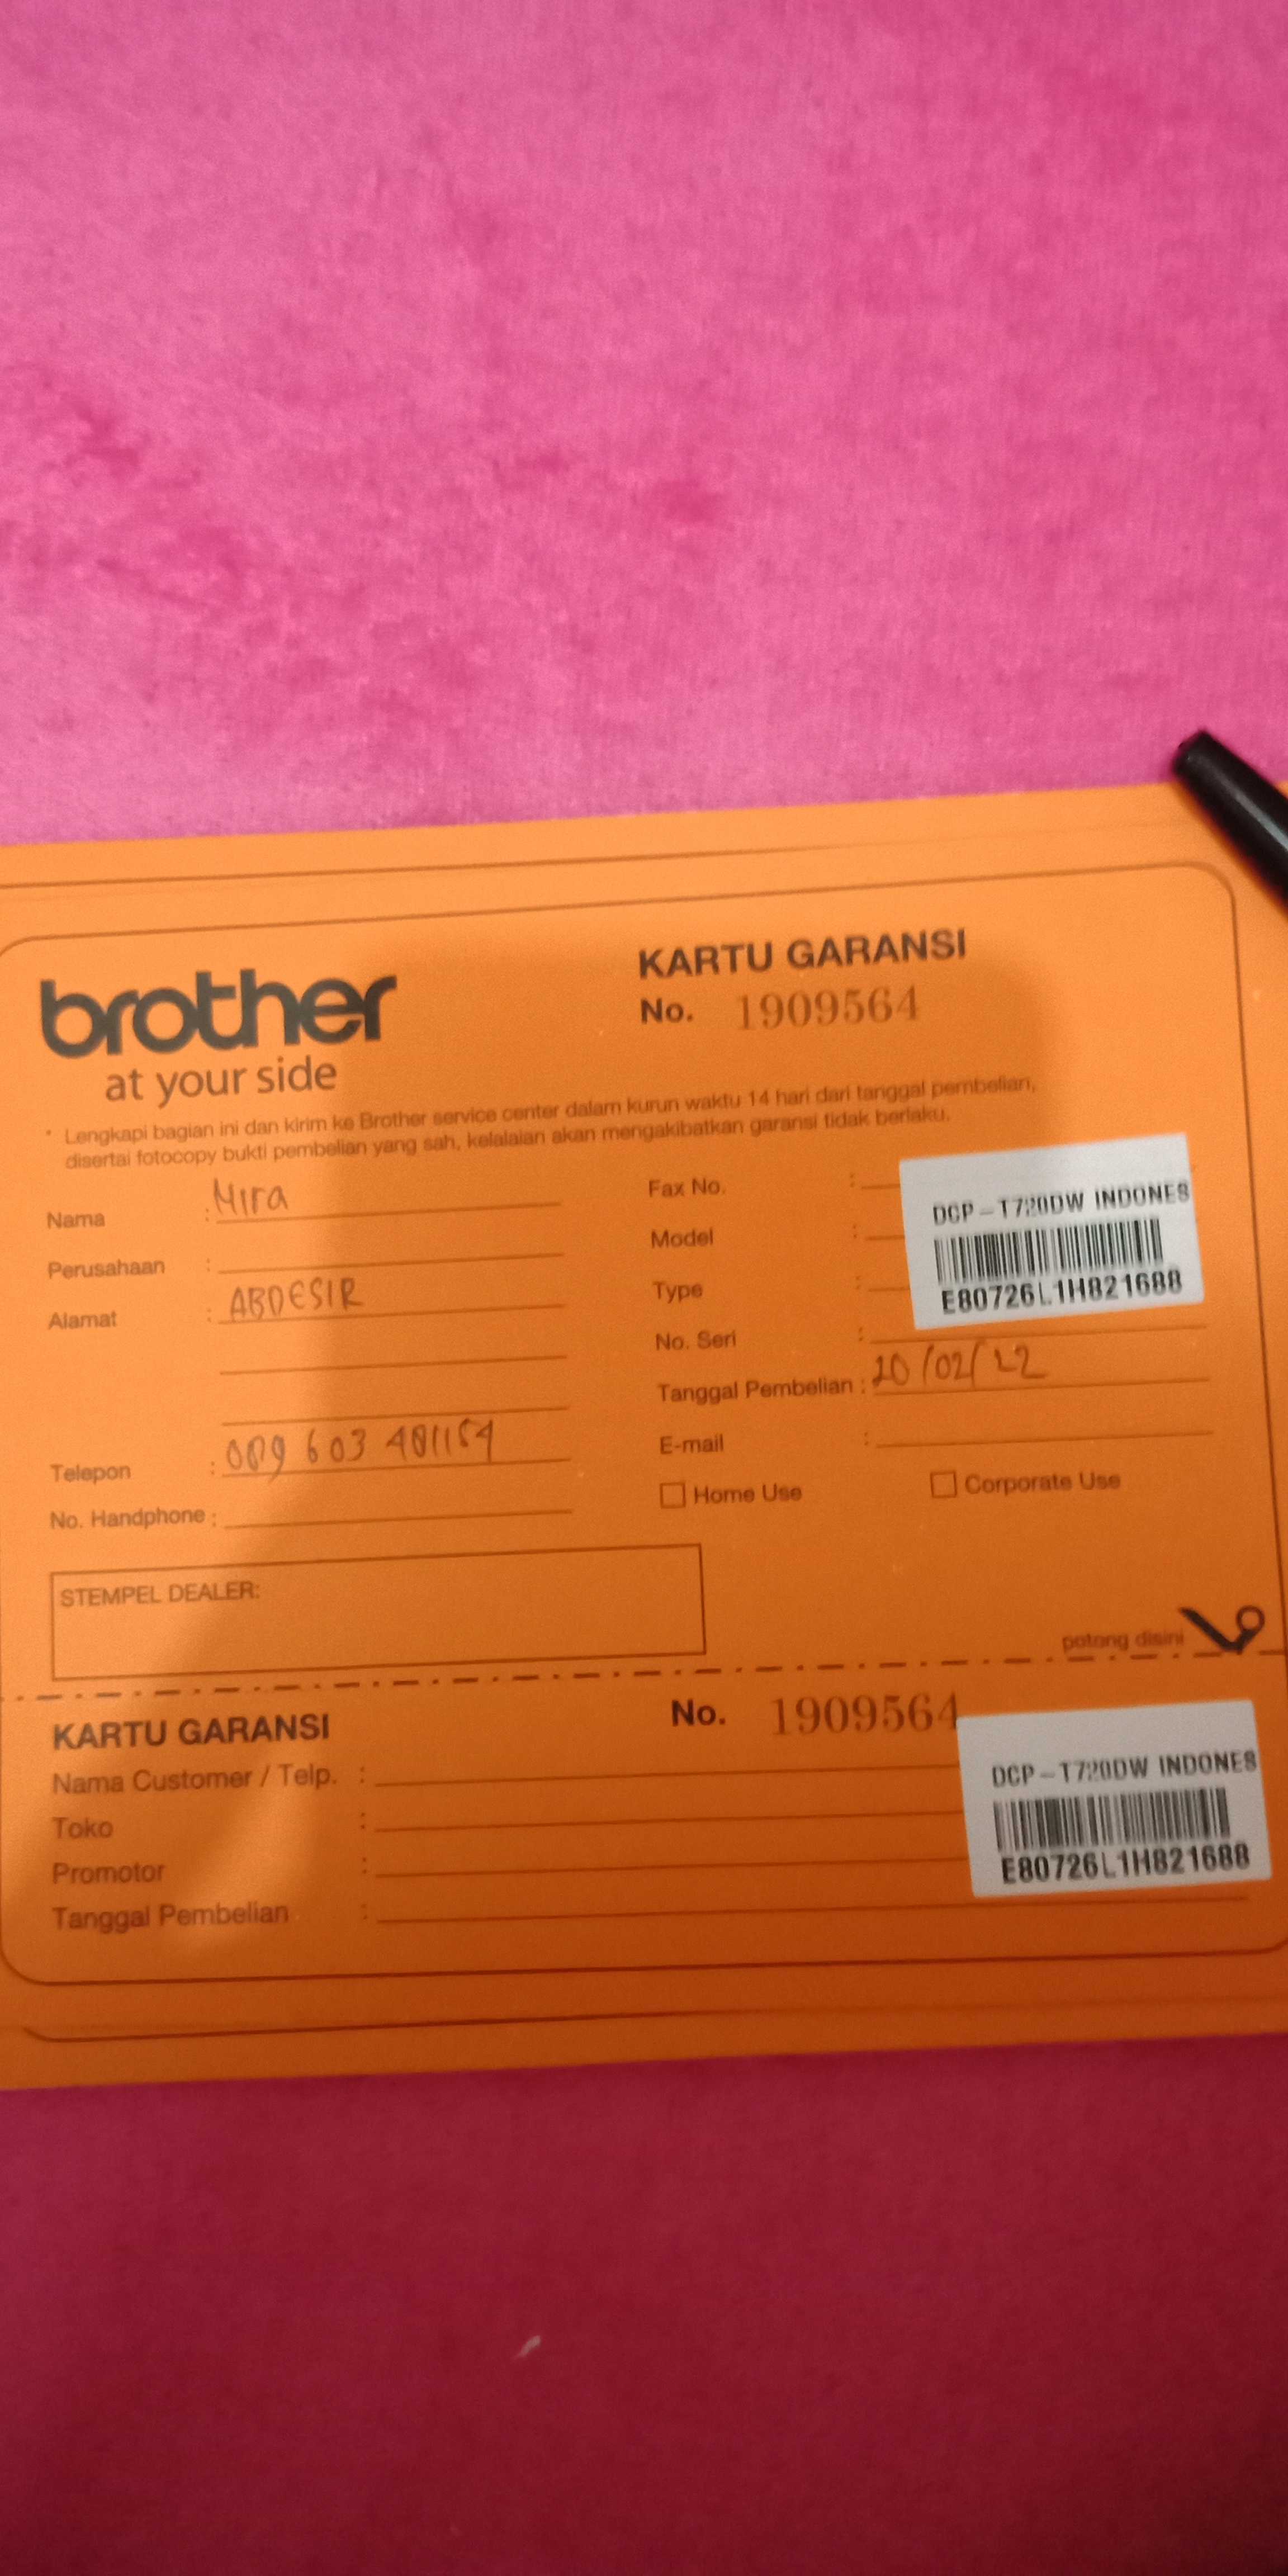 brother
at your side
KARTU GARANSI
No. 1909564
* Lengkapi bagian ini dan kirim ke Brother service center dalam kurun waktu 14 hari dari tanggal pembelian,
disertai fotocopy bukti pembelian yang sah, kelalaian akan mengakibatkan garansi tidak berlaku.
Nama : Mira
Perusahaan :
Alamat : ABDESIR
Telepon :
No. Handphone :
Fax No. :
Model :
Type :
No. Seri :
DCP-T720DW INDONES
E80726L1H821688
Tanggal Pembelian : 20/02/22
E-mail :
Home Use
Corporate Use
STEMPEL DEALER:
potong disini
KARTU GARANSI
No. 1909564
Nama Customer / Telp. :
Toko :
Promotor :
Tanggal Pembelian :
DCP-T720DW INDONES
E80726L1H821688